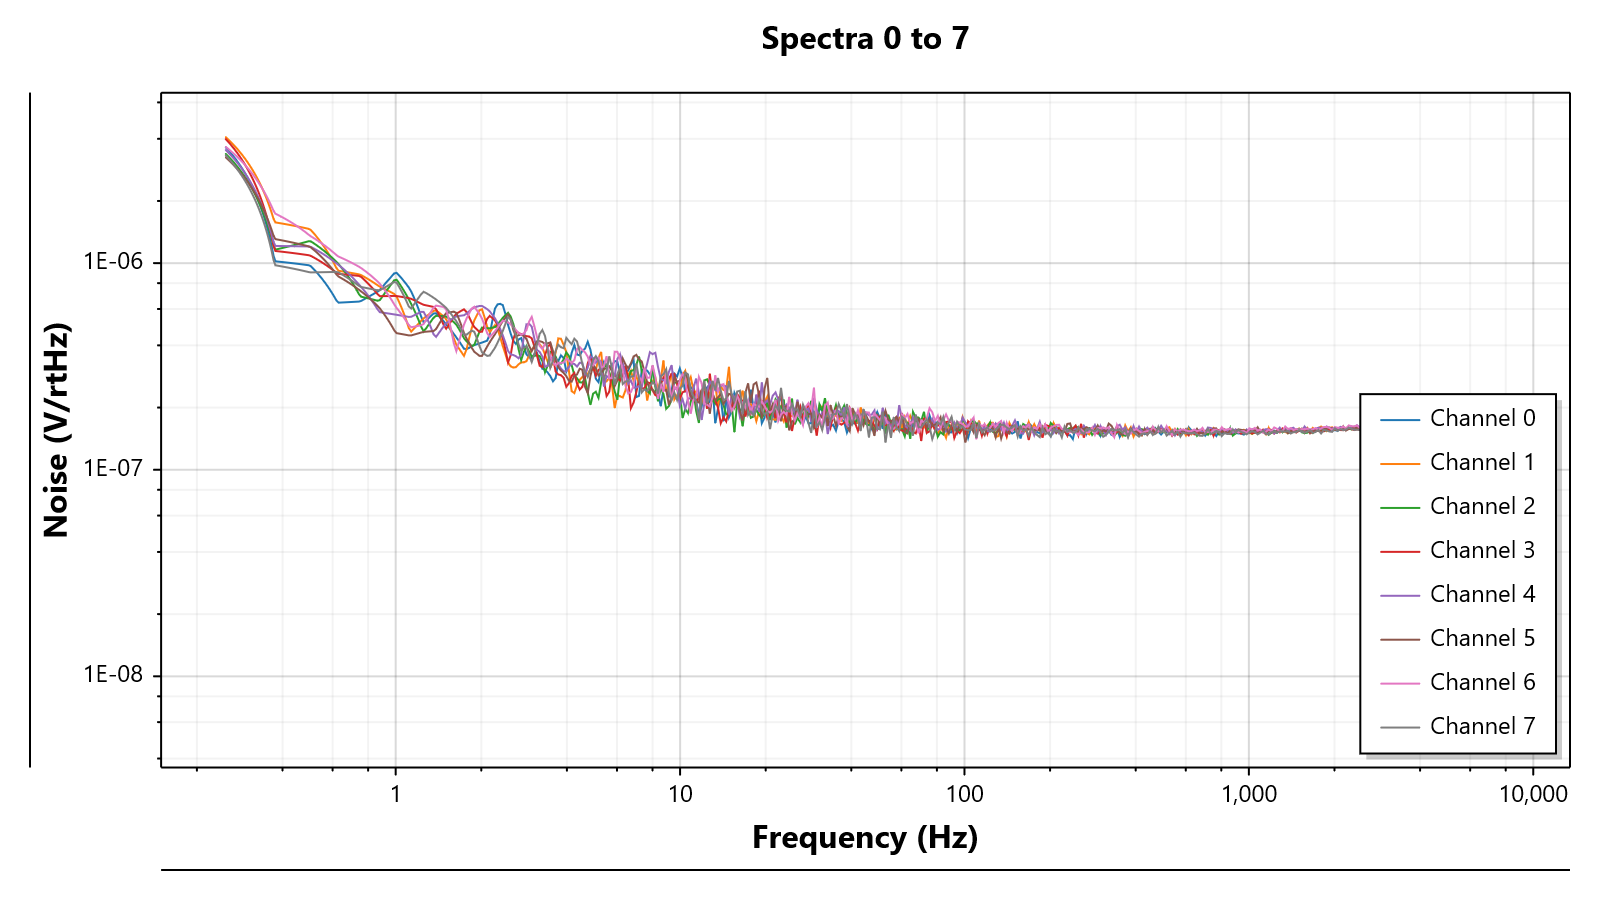 Spectra 0 to 7
Noise (V/rtHz)
1E-06
1E-07
1E-08
Channel 0
Channel 1
Channel 2
Channel 3
Channel 4
Channel 5
Channel 6
Channel 7
1 10 100 1,000 10,000
Frequency (Hz)